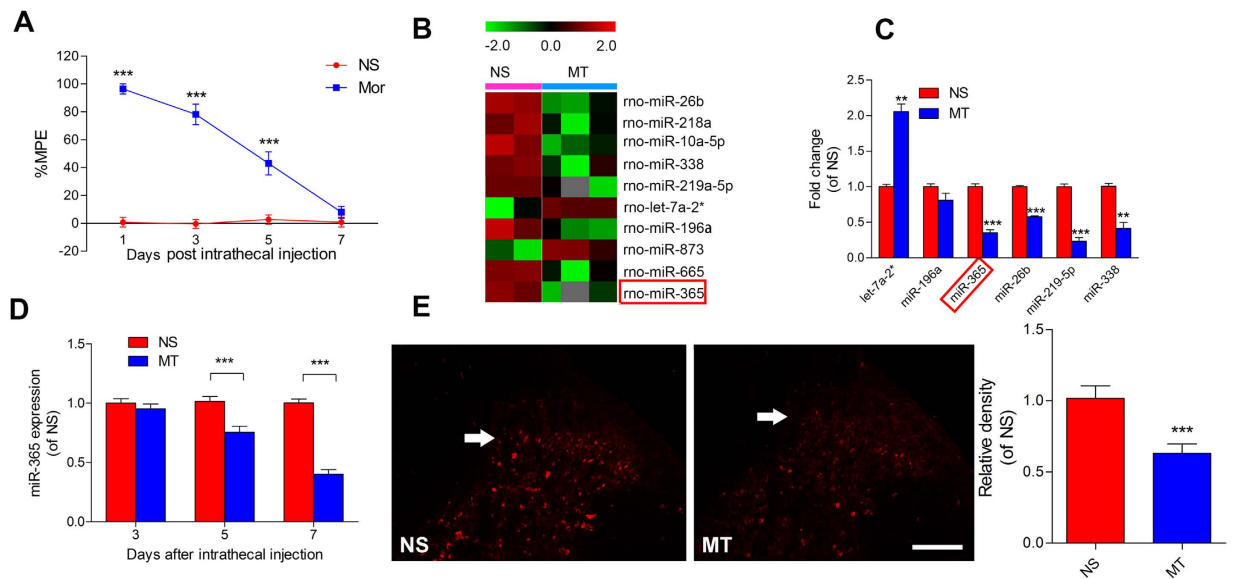 A
NS
Mor
***
***
***
120
100
80
60
40
20
0
-20
%MPE
1
3
5
7
Days post intrathecal injection
B
-2.0
0.0
2.0
NS
MT
rno-miR-26b
rno-miR-218a
rno-miR-10a-5p
rno-miR-338
rno-miR-219a-5p
rno-let-7a-2*
rno-miR-196a
rno-miR-873
rno-miR-665
rno-miR-365
C
NS
MT
**
***
***
***
**
2.5
2.0
1.5
1.0
0.5
0.0
Fold change
(of NS)
let-7a-2*
miR-196a
miR-365
miR-26b
miR-219-5p
miR-338
D
NS
MT
***
***
1.5
1.0
0.5
0.0
miR-365 expression
(of NS)
3
5
7
Days after intrathecal injection
E
NS
MT
1.5
1.0
0.5
0.0
Relative density
(of NS)
***
NS
MT